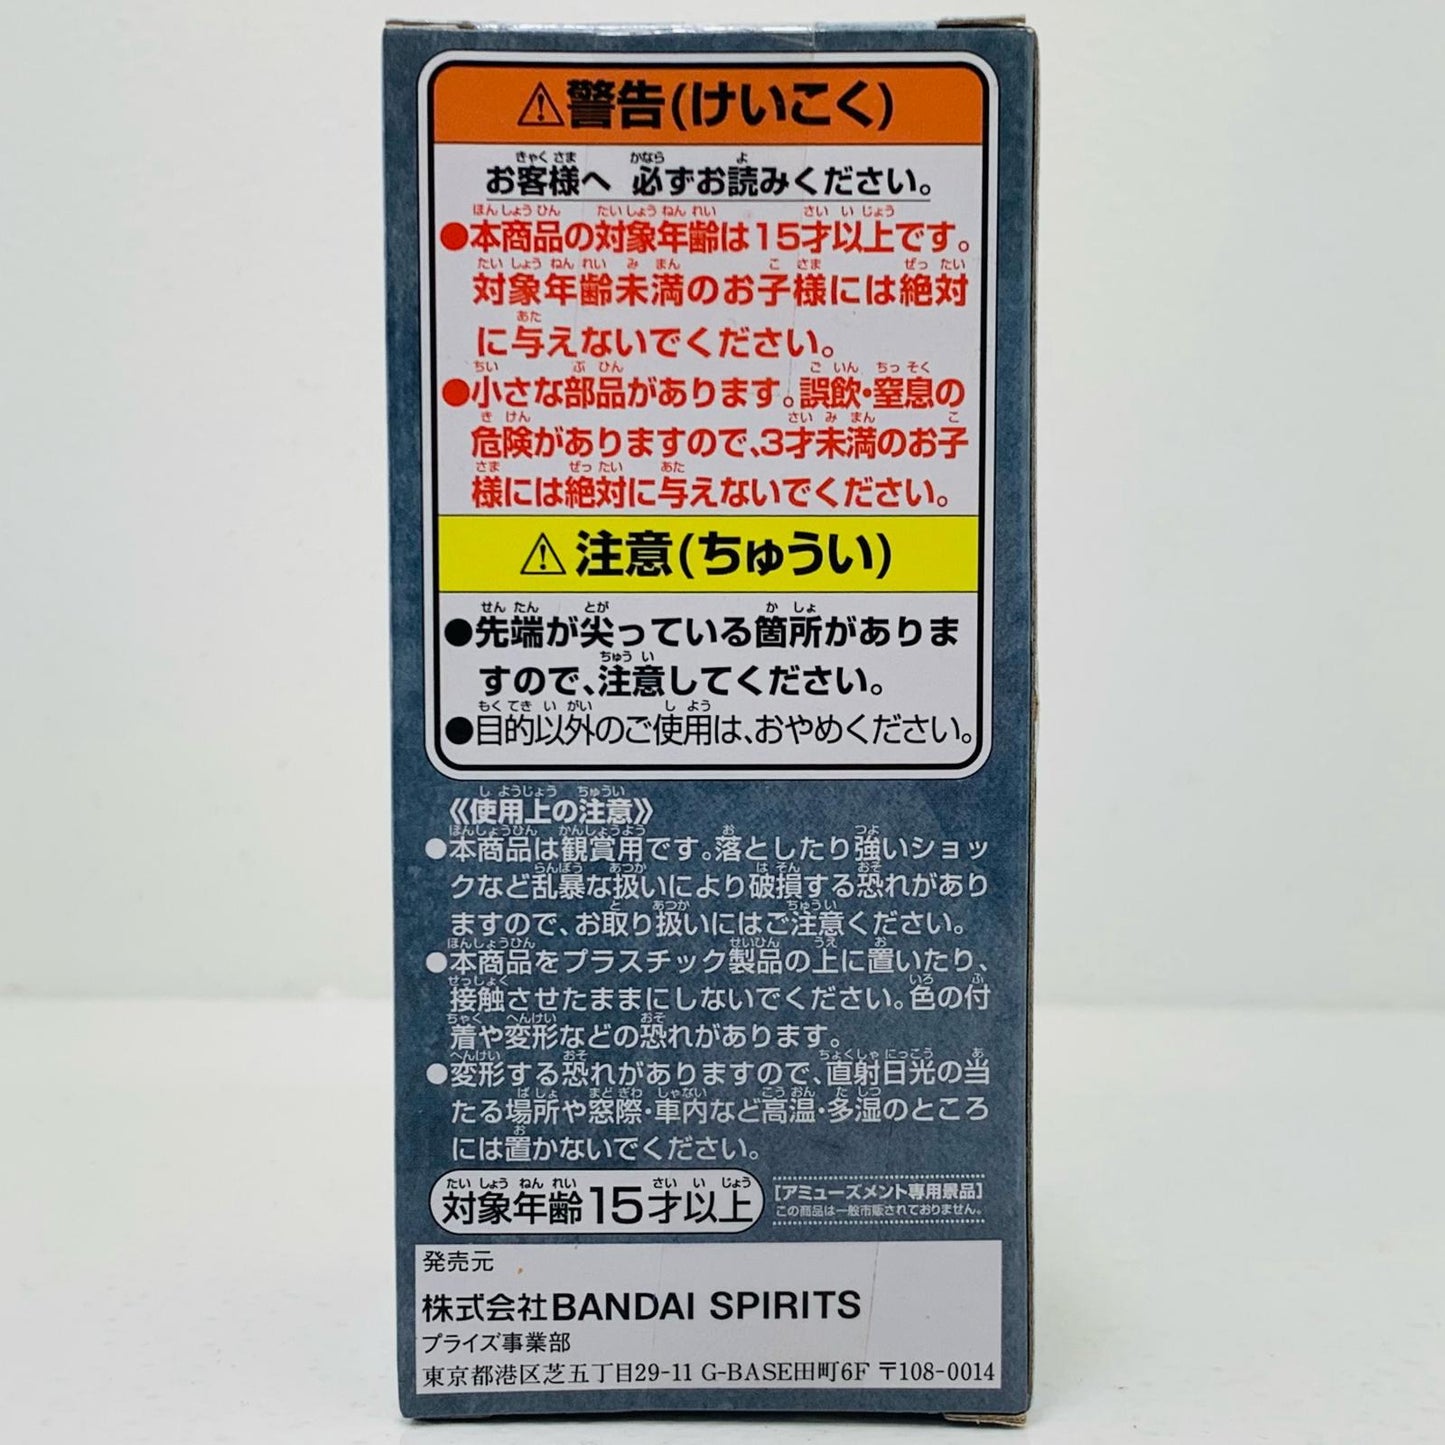 ⚠警告(けいこく)
お客様へ 必ずお読みください。
●本商品の対象年齢は15才以上です。
対象年齢未満のお子様には絶対
に与えないでください。
●小さな部品があります。誤飲・窒息の
危険がありますので、3才未満のお子
様には絶対に与えないでください。
⚠注意(ちゅうい)
●先端が尖っている箇所がありま
すので、注意してください。
●目的以外のご使用は、おやめください。
《使用上の注意》
●本商品は観賞用です。落としたり強いショッ
クなど乱暴な扱いにより破損する恐れがあり
ますので、お取り扱いにはご注意ください。
●本商品をプラスチック製品の上に置いたり、
接触させたままにしないでください。色の付
着や変形などの恐れがあります。
●変形する恐れがありますので、直射日光の当
たる場所や窓際・車内など高温・多湿のところ
には置かないでください。
対象年齢15才以上
[アミューズメント専用景品]
この商品は一般市販されておりません。
発売元
株式会社BANDAI SPIRITS
プライズ事業部
東京都港区芝五丁目29-11 G-BASE田町6F 〒108-0014